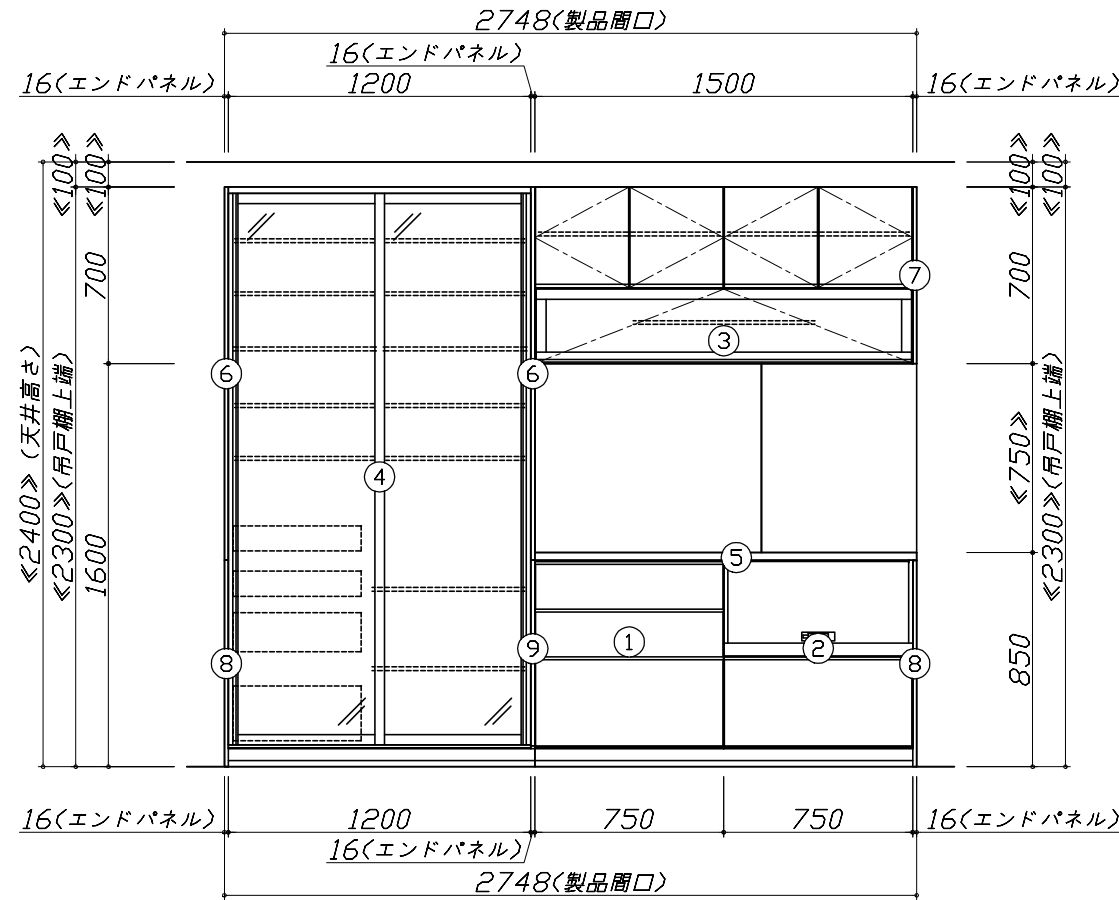 2748(製品間口)
16(エンドパネル)
16(エンドパネル)
1200
1500
16(エンドパネル)
≪100≫
≪100≫
≪100≫
≪100≫
700
700
⑦
③
⑥
⑥
≪2400≫(天井高さ)
≪2300≫(吊戸棚上端)
1600
④
≪750≫
≪2300≫(吊戸棚上端)
⑤
①
②
⑨
⑧
⑧
850
16(エンドパネル)
1200
750
750
16(エンドパネル)
16(エンドパネル)
2748(製品間口)